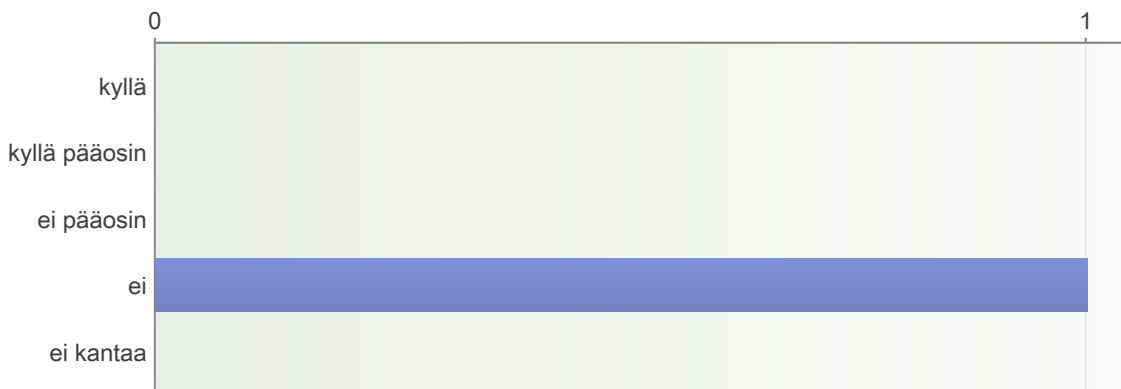 0 1
kyllä
kyllä pääosin
ei pääosin
ei
ei kantaa